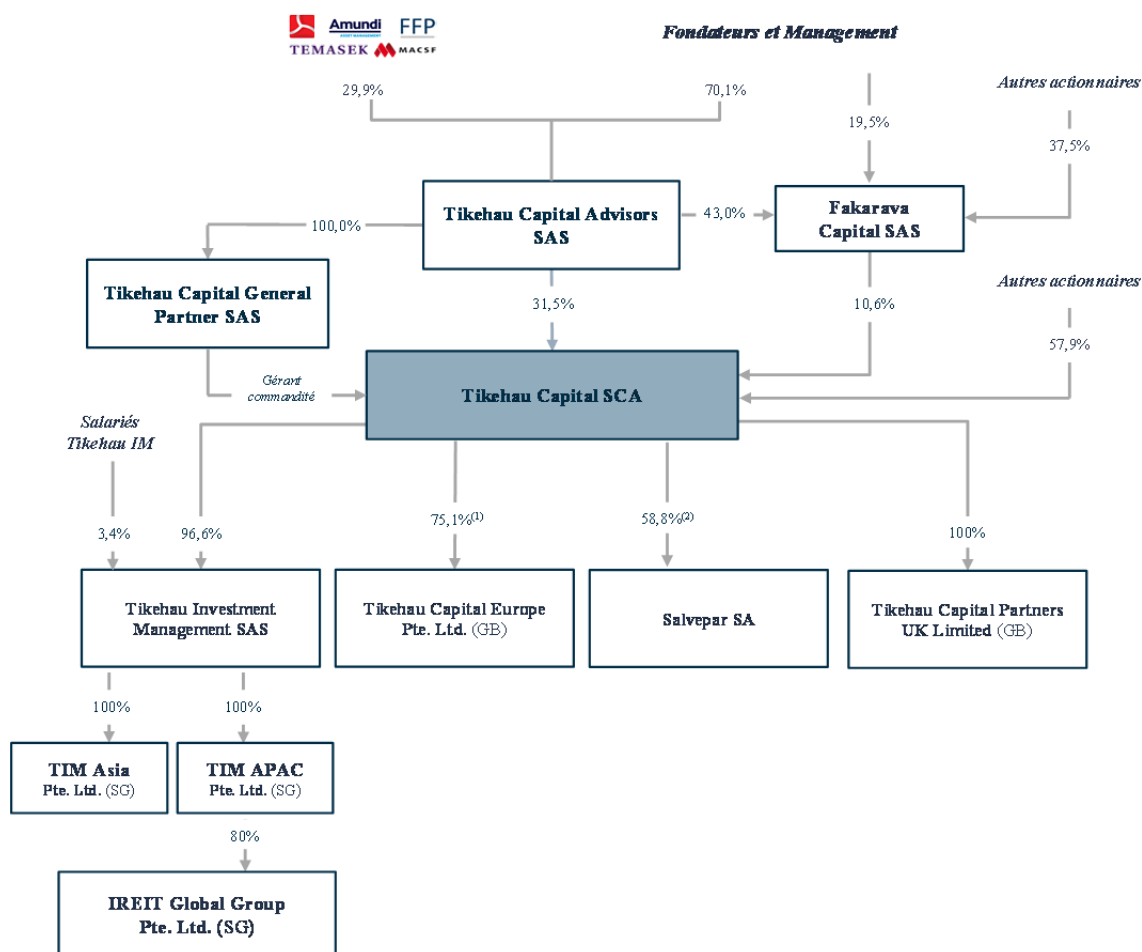 Amundi
ASSET MANAGEMENT
FFP
TEMASEK
MACSF
Fondateurs et Management
29,9%
70,1%
Autres actionnaires
19,5%
37,5%
Tikehau Capital Advisors
SAS
43,0%
Fakarava
Capital SAS
100,0%
Tikehau Capital General
Partner SAS
31,5%
10,6%
Autres actionnaires
57,9%
Gérant
commandité
Tikehau Capital SCA
Salariés
Tikehau IM
3,4%
96,6%
75,1%(1)
58,8%(2)
100%
Tikehau Investment
Management SAS
Tikehau Capital Europe
Pte. Ltd. (GB)
Salvepar SA
Tikehau Capital Partners
UK Limited (GB)
100%
100%
TIM Asia
Pte. Ltd. (SG)
TIM APAC
Pte. Ltd. (SG)
80%
IREIT Global Group
Pte. Ltd. (SG)